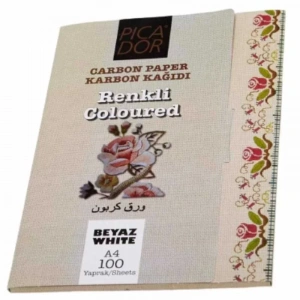 PICA
DOR
CARBON PAPER
KARBON KAĞIDI
Renkli
Coloured
ورق كربون
BEYAZ
WHITE
A4
100
Yaprak/Sheets